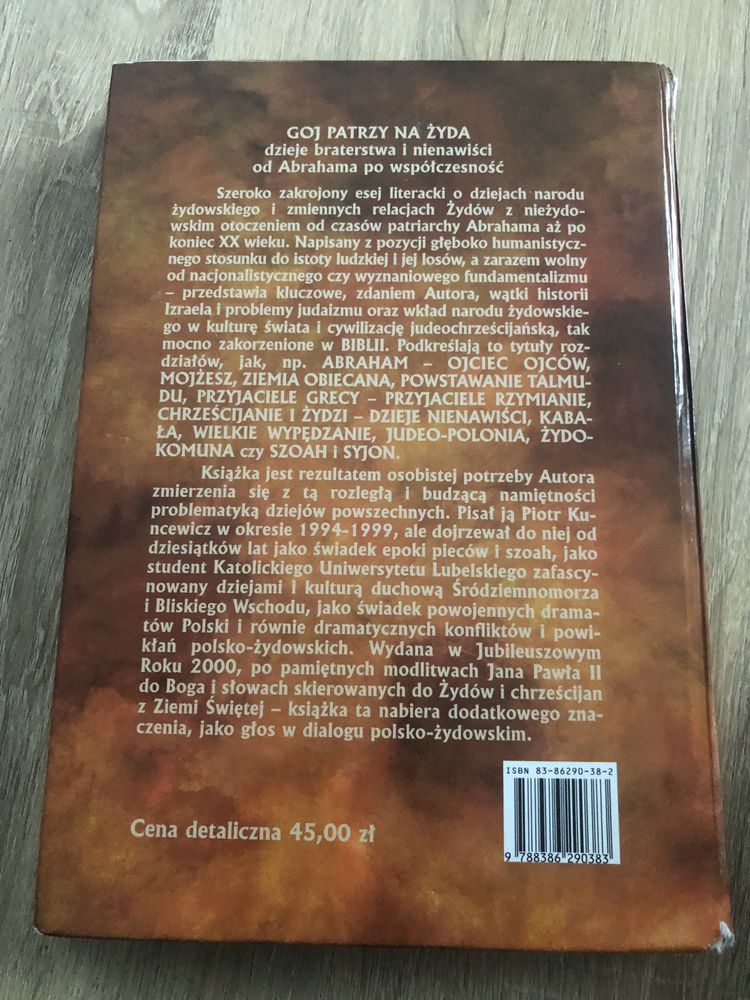 GOJ PATRZY NA ŻYDA
dzieje braterstwa i nienawiści
od Abrahama po współczesność
Szeroko zakrojony esej literacki o dziejach narodu
żydowskiego i zmiennych relacjach Żydów z nieżydo-
wskim otoczeniem od czasów patriarchy Abrahama aż po
koniec XX wieku. Napisany z pozycji głęboko humanistycz-
nego stosunku do istoty ludzkiej i jej losów, a zarazem wolny
od nacjonalistycznego czy wyznaniowego fundamentalizmu
– przedstawia kluczowe, zdaniem Autora, wątki historii
Izraela i problemy judaizmu oraz wkład narodu żydowskie-
go w kulturę świata i cywilizację judeochrześcijańską, tak
mocno zakorzenione w BIBLII. Podkreślają to tytuły roz-
działów, jak, np. ABRAHAM – OJCIEC OJCÓW,
MOJŻESZ, ZIEMIA OBIECANA, POWSTAWANIE TALMU-
DU, PRZYJACIELE GRECY – PRZYJACIELE RZYMIANIE,
CHRZEŚCIJANIE I ŻYDZI – DZIEJE NIENAWIŚCI, KABA-
ŁA, WIELKIE WYPĘDZANIE, JUDEO-POLONIA, ŻYDO-
KOMUNA czy SZOAH i SYJON.
Książka jest rezultatem osobistej potrzeby Autora
zmierzenia się z tą rozległą i budzącą namiętności
problematyką dziejów powszechnych. Pisał ją Piotr Ku-
ncewicz w okresie 1994-1999, ale dojrzewał do niej od
dziesiątków lat jako świadek epoki pieców i szoah, jako
student Katolickiego Uniwersytetu Lubelskiego zafascy-
nowany dziejami i kulturą duchową Śródziemnomorza
i Bliskiego Wschodu, jako świadek powojennych drama-
tów Polski i równie dramatycznych konfliktów i powi-
kłań polsko-żydowskich. Wydana w Jubileuszowym
Roku 2000, po pamiętnych modlitwach Jana Pawła II
do Boga i słowach skierowanych do Żydów i chrześcijan
z Ziemi Świętej – książka ta nabiera dodatkowego zna-
czenia, jako głos w dialogu polsko-żydowskim.
ISBN 83-86290-38-2
9 788386 290383
Cena detaliczna 45,00 zł